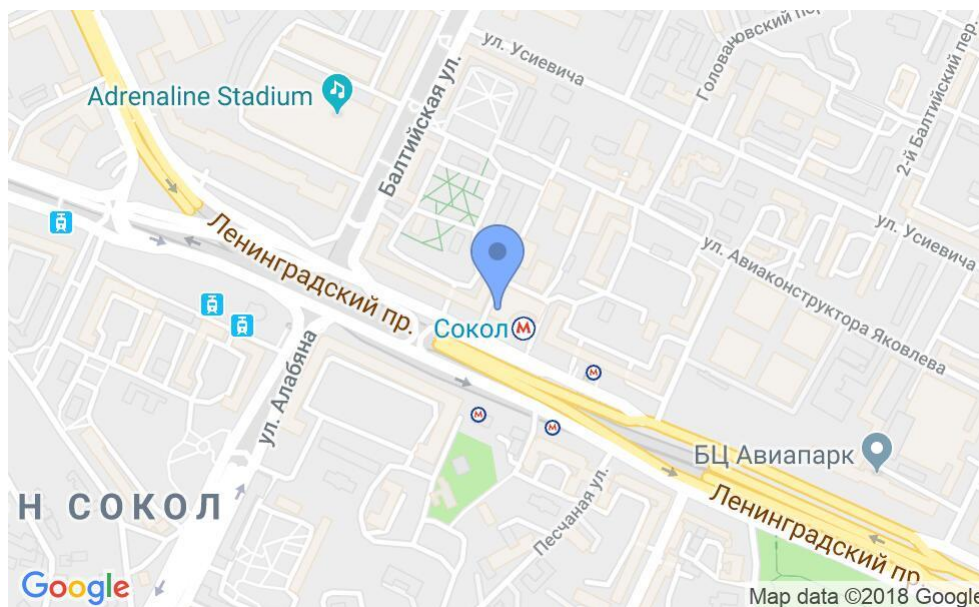 ул. Усиевича
Головановский пер.
2-й Балтийский пер.
Adrenaline Stadium
Балтийская ул.
Ленинградский пр.
ул. Усиевича
ул. Авиаконструктора Яковлева
Сокол М
М
М
М
ул. Алабяна
БЦ Авиапарк
Н СОКОЛ
Песчаная ул.
Ленинградский пр.
Google
Map data ©2018 Google